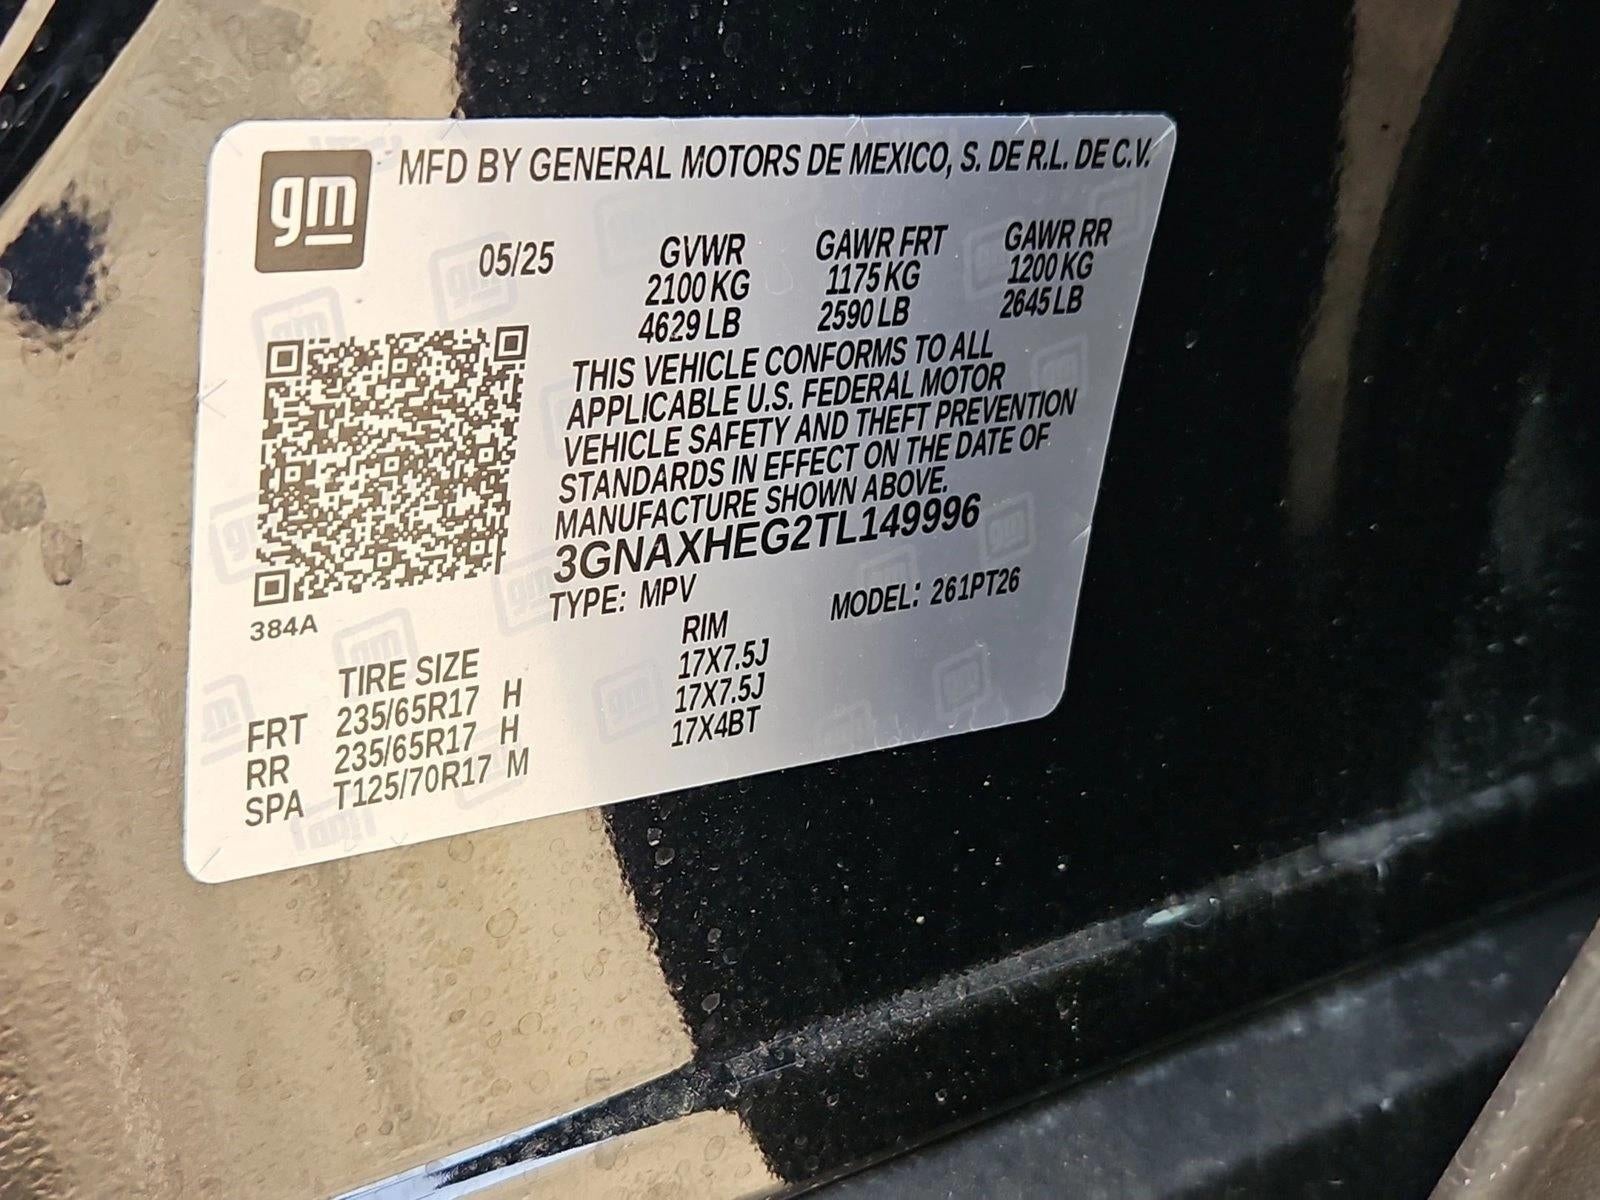 gm
MFD BY GENERAL MOTORS DE MEXICO, S. DE R.L. DE C.V.
05/25 GVWR GAWR FRT GAWR RR
2100 KG 1175 KG 1200 KG
4629 LB 2590 LB 2645 LB
THIS VEHICLE CONFORMS TO ALL
APPLICABLE U.S. FEDERAL MOTOR
VEHICLE SAFETY AND THEFT PREVENTION
STANDARDS IN EFFECT ON THE DATE OF
MANUFACTURE SHOWN ABOVE.
3GNAXHEG2TL149996
TYPE: MPV MODEL: 261PT26
384A
TIRE SIZE RIM
FRT 235/65R17 H 17X7.5J
RR 235/65R17 H 17X7.5J
SPA T125/70R17 M 17X4BT